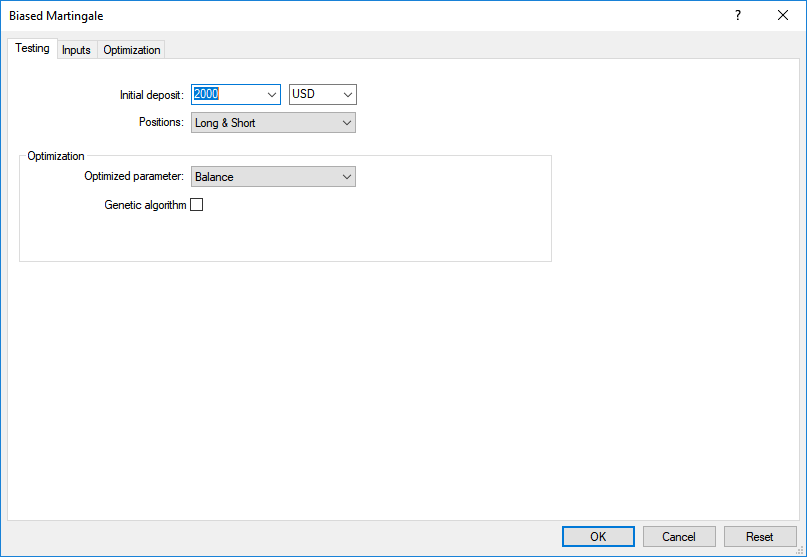 Biased Martingale
Testing Inputs Optimization
Initial deposit: 2000 USD
Positions: Long & Short
Optimization
Optimized parameter: Balance
Genetic algorithm
OK Cancel Reset